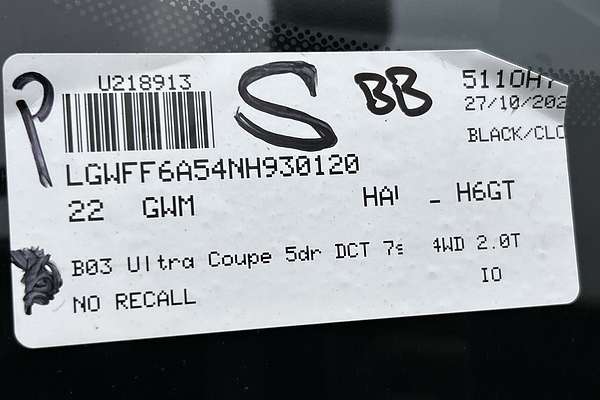 P
U218913
S
BB
27/10/202
BLACK/CLO
LGWFF6A54NH930120
22 GWM HA _ H6GT
B03 Ultra Coupe 5dr DCT 7s 4WD 2.0T
NO RECALL IO